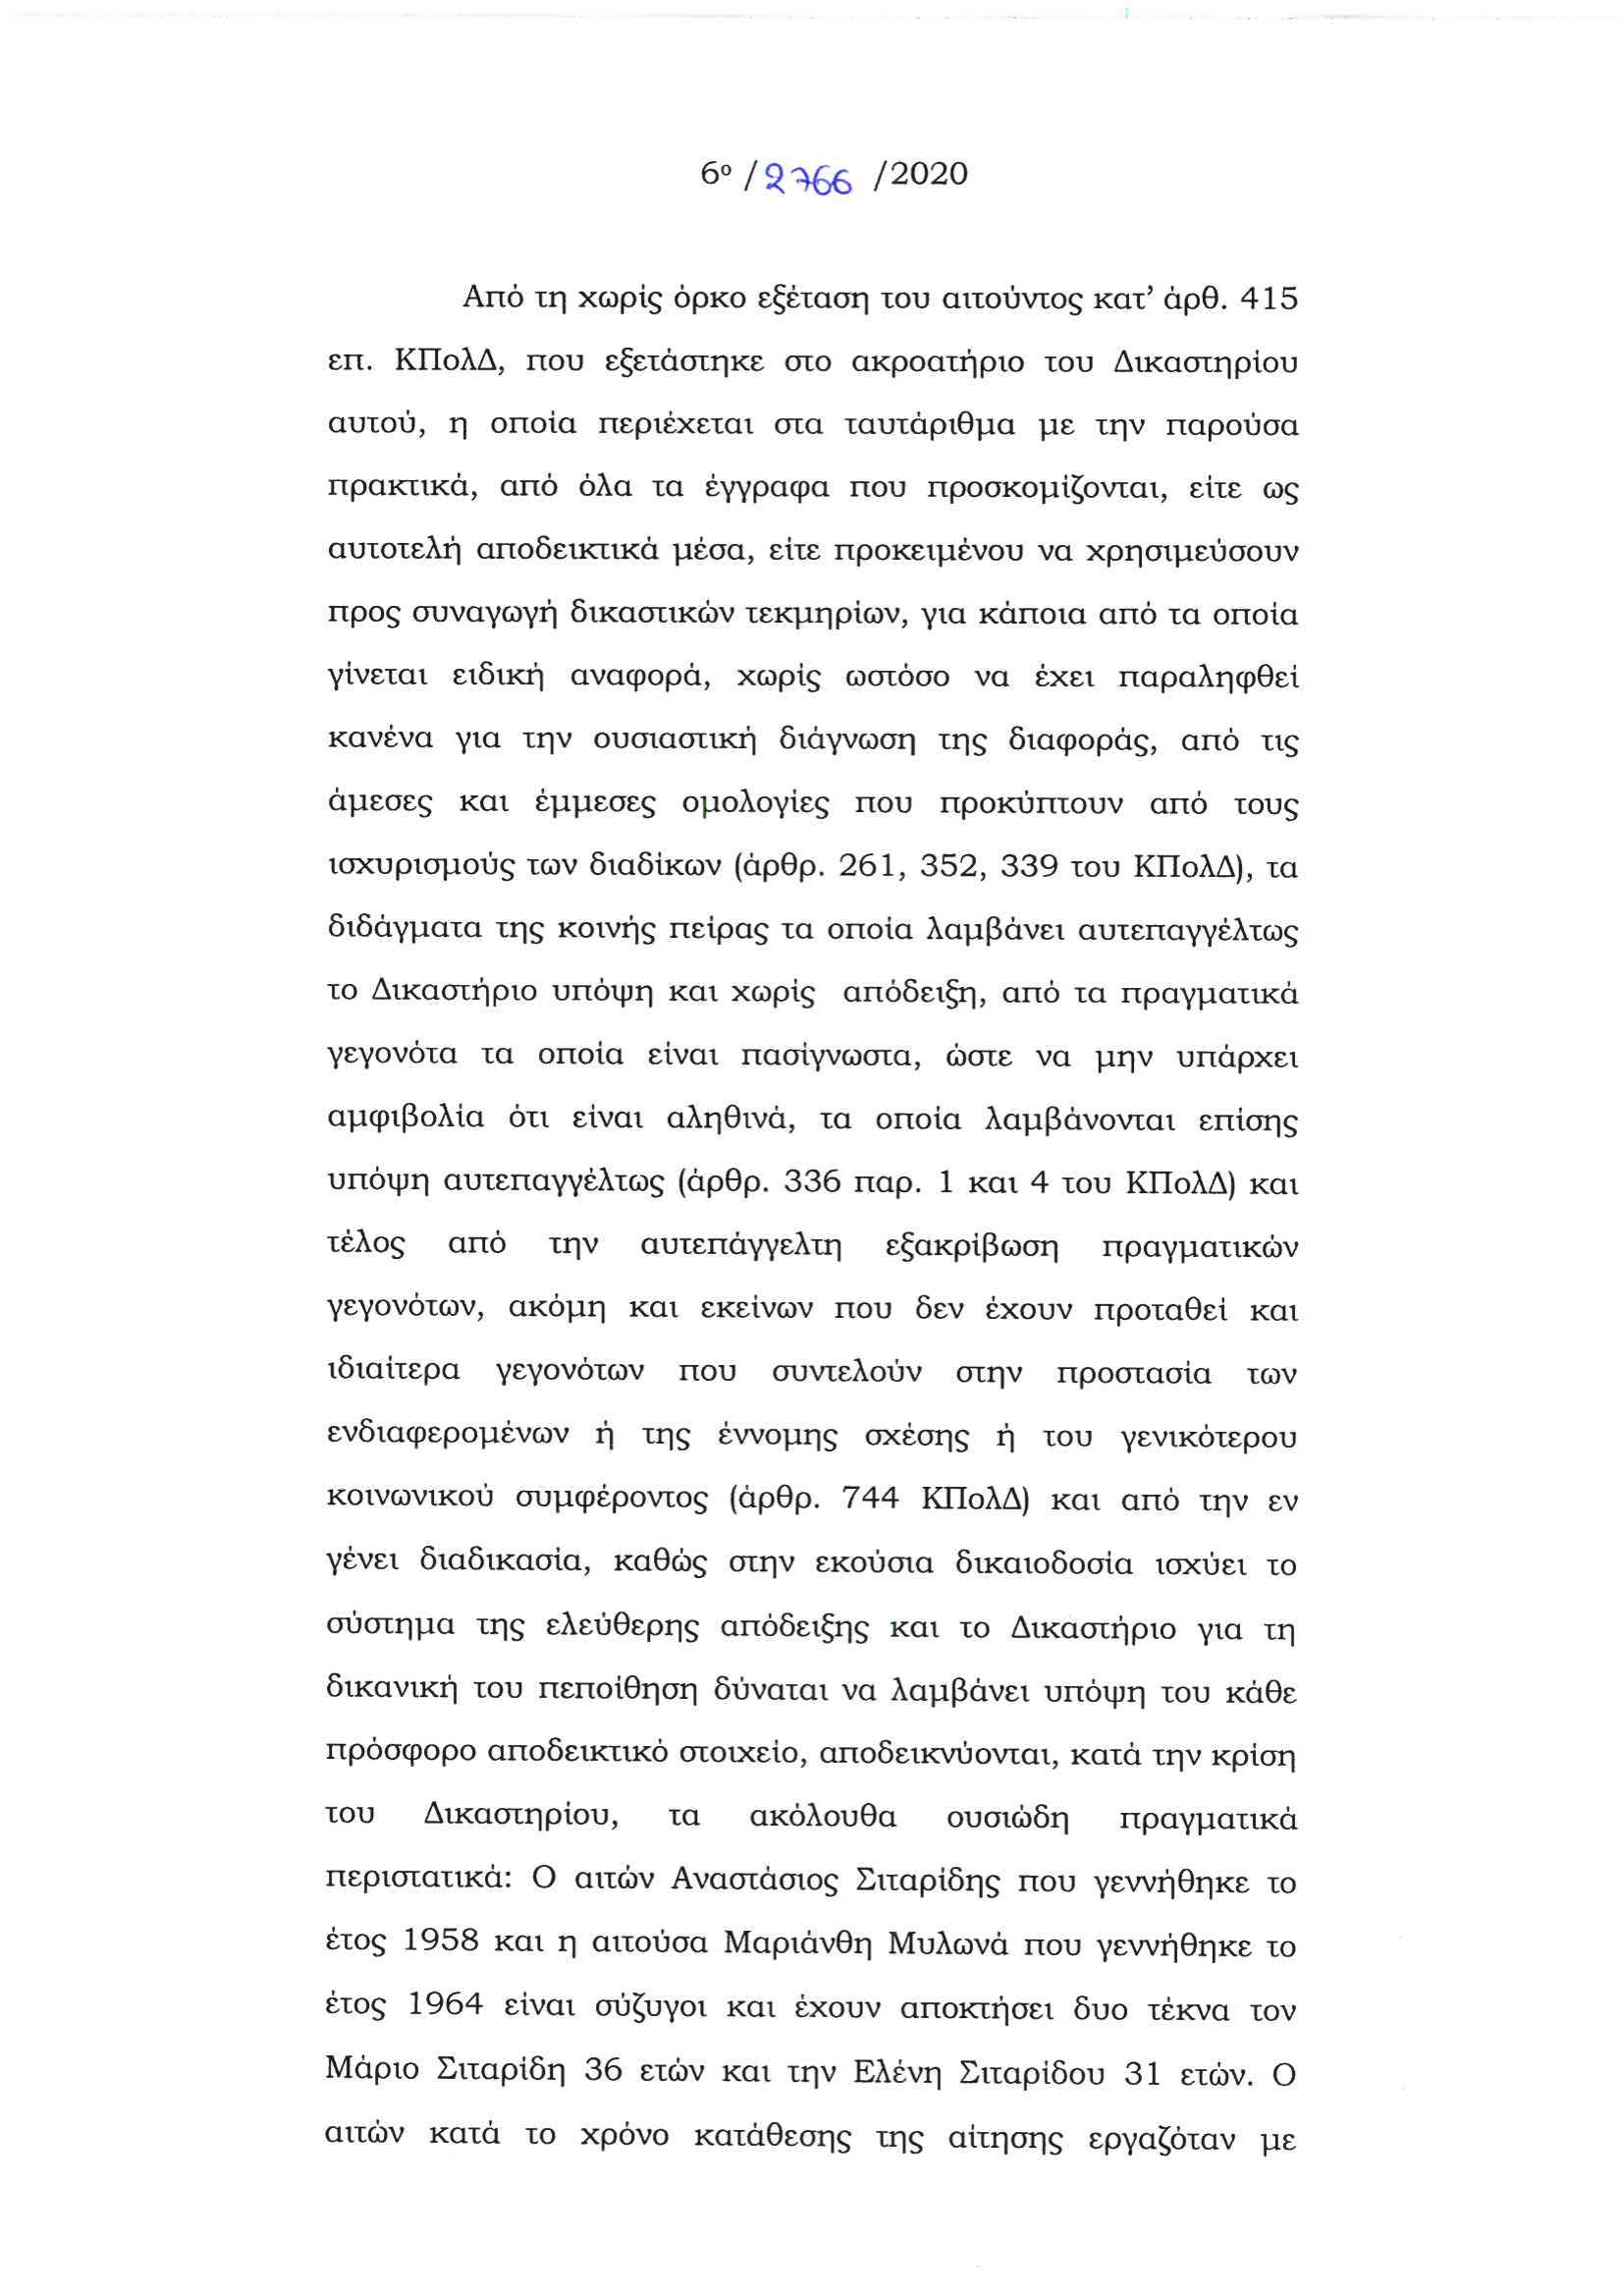 6ο /2766 /2020
Από τη χωρίς όρκο εξέταση του αιτούντος κατ’ άρθ. 415
επ. ΚΠολΔ, που εξετάστηκε στο ακροατήριο του Δικαστηρίου
αυτού, η οποία περιέχεται στα ταυτάριθμα με την παρούσα
πρακτικά, από όλα τα έγγραφα που προσκομίζονται, είτε ως
αυτοτελή αποδεικτικά μέσα, είτε προκειμένου να χρησιμεύσουν
προς συναγωγή δικαστικών τεκμηρίων, για κάποια από τα οποία
γίνεται ειδική αναφορά, χωρίς ωστόσο να έχει παραληφθεί
κανένα για την ουσιαστική διάγνωση της διαφοράς, από τις
άμεσες και έμμεσες ομολογίες που προκύπτουν από τους
ισχυρισμούς των διαδίκων (άρθρ. 261, 352, 339 του ΚΠολΔ), τα
διδάγματα της κοινής πείρας τα οποία λαμβάνει αυτεπαγγέλτως
το Δικαστήριο υπόψη και χωρίς απόδειξη, από τα πραγματικά
γεγονότα τα οποία είναι πασίγνωστα, ώστε να μην υπάρχει
αμφιβολία ότι είναι αληθινά, τα οποία λαμβάνονται επίσης
υπόψη αυτεπαγγέλτως (άρθρ. 336 παρ. 1 και 4 του ΚΠολΔ) και
τέλος από την αυτεπάγγελτη εξακρίβωση πραγματικών
γεγονότων, ακόμη και εκείνων που δεν έχουν προταθεί και
ιδιαίτερα γεγονότων που συντελούν στην προστασία των
ενδιαφερομένων ή της έννομης σχέσης ή του γενικότερου
κοινωνικού συμφέροντος (άρθρ. 744 ΚΠολΔ) και από την εν
γένει διαδικασία, καθώς στην εκούσια δικαιοδοσία ισχύει το
σύστημα της ελεύθερης απόδειξης και το Δικαστήριο για τη
δικανική του πεποίθηση δύναται να λαμβάνει υπόψη του κάθε
πρόσφορο αποδεικτικό στοιχείο, αποδεικνύονται, κατά την κρίση
του Δικαστηρίου, τα ακόλουθα ουσιώδη πραγματικά
περιστατικά: Ο αιτών Αναστάσιος Σιταρίδης που γεννήθηκε το
έτος 1958 και η αιτούσα Μαριάνθη Μυλωνά που γεννήθηκε το
έτος 1964 είναι σύζυγοι και έχουν αποκτήσει δυο τέκνα τον
Μάριο Σιταρίδη 36 ετών και την Ελένη Σιταρίδου 31 ετών. Ο
αιτών κατά το χρόνο κατάθεσης της αίτησης εργαζόταν με